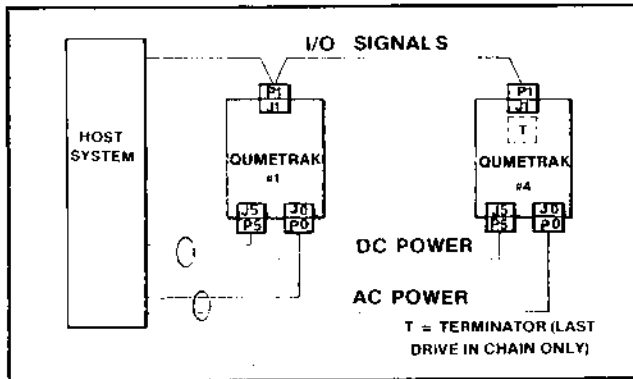 I/O SIGNALS
P1
J1
P1
J1
T
HOST
SYSTEM
QUMETRAK
#1
QUMETRAK
#4
J5
P5
J0
P0
J5
P5
J0
P0
DC POWER
AC POWER
T = TERMINATOR (LAST
DRIVE IN CHAIN ONLY)